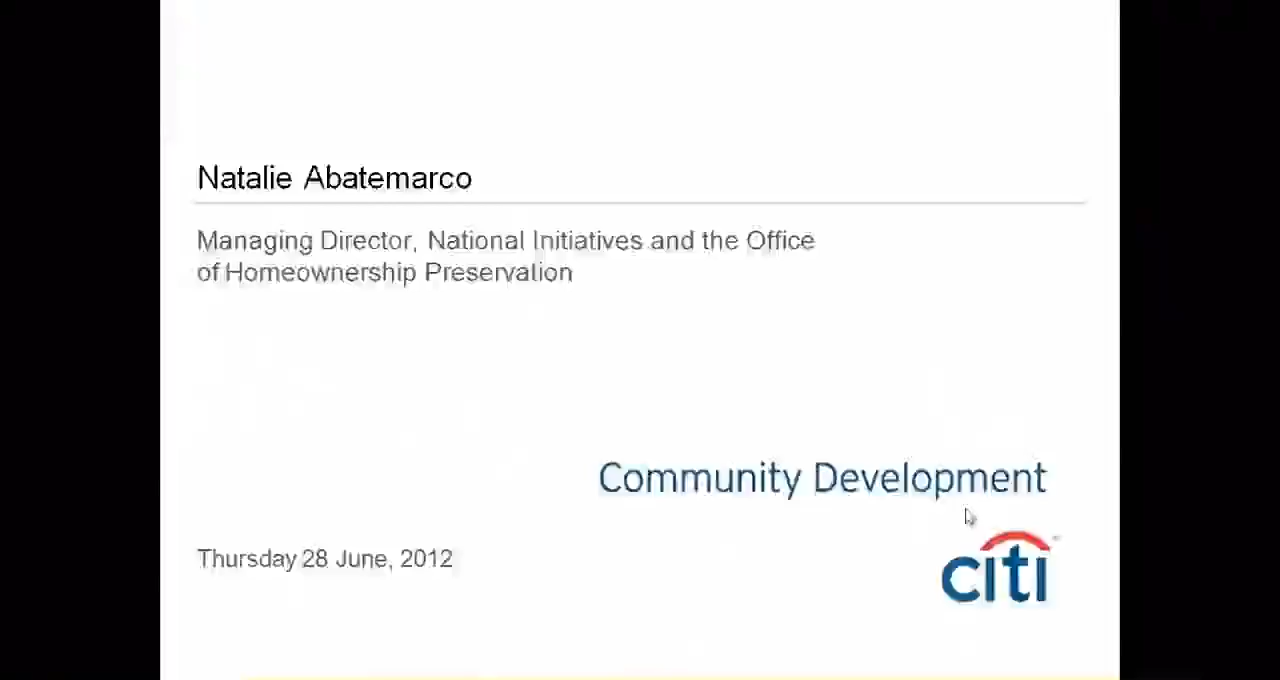 Natalie Abatemarco
Managing Director, National Initiatives and the Office
of Homeownership Preservation
Community Development
Thursday 28 June, 2012
citi